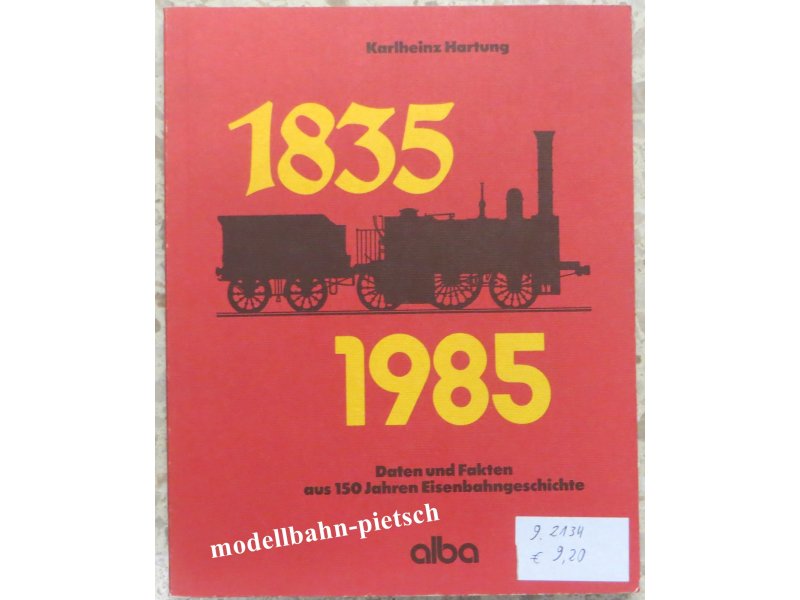 Karlheinz Hartung
1835
1985
Daten und Fakten
aus 150 Jahren Eisenbahngeschichte
modellbahn-pietsch
alba
9. 2134
€ 9,20